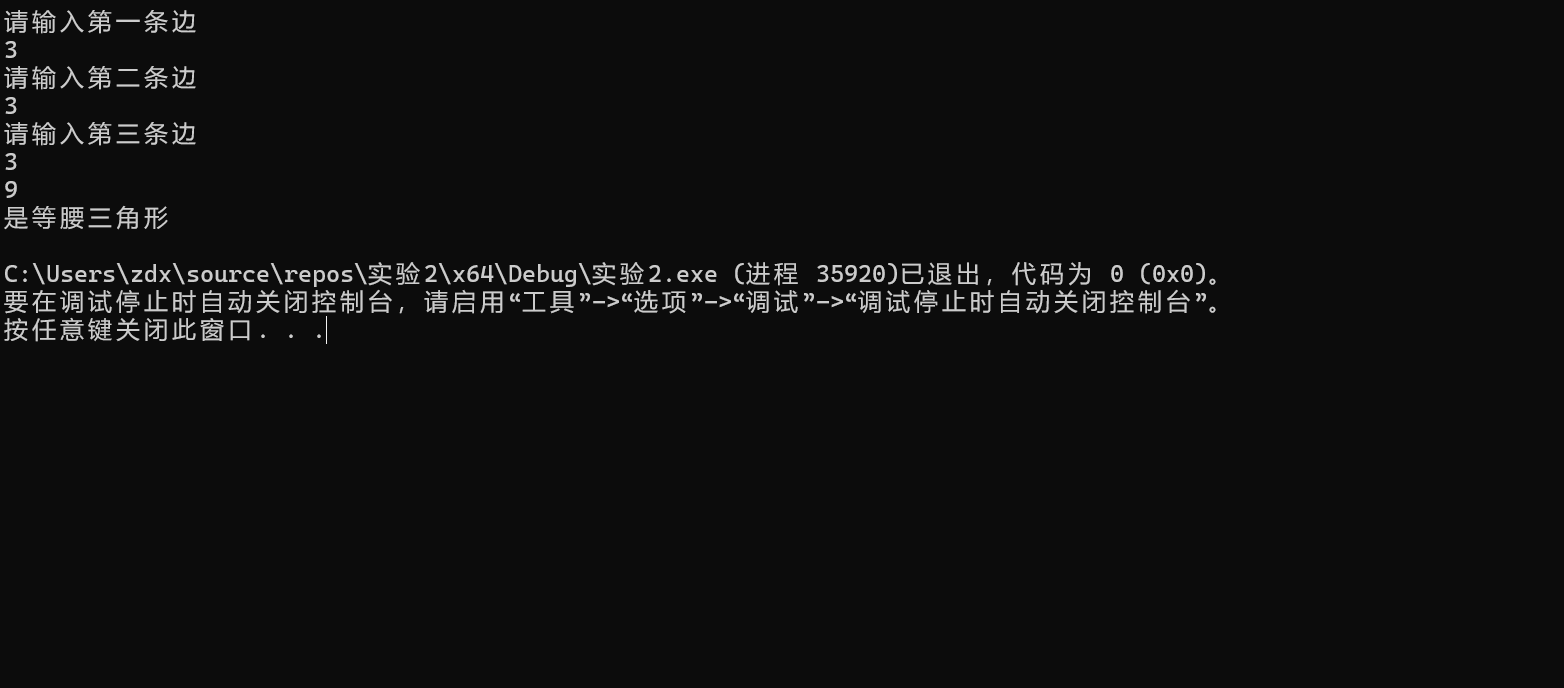 请输入第一条边
3
请输入第二条边
3
请输入第三条边
3
9
是等腰三角形
C:\Users\zdx\source\repos\实验2\x64\Debug\实验2.exe (进程 35920)已退出，代码为 0 (0x0)。
要在调试停止时自动关闭控制台，请启用“工具”->“选项”->“调试”->“调试停止时自动关闭控制台”。
按任意键关闭此窗口. . .